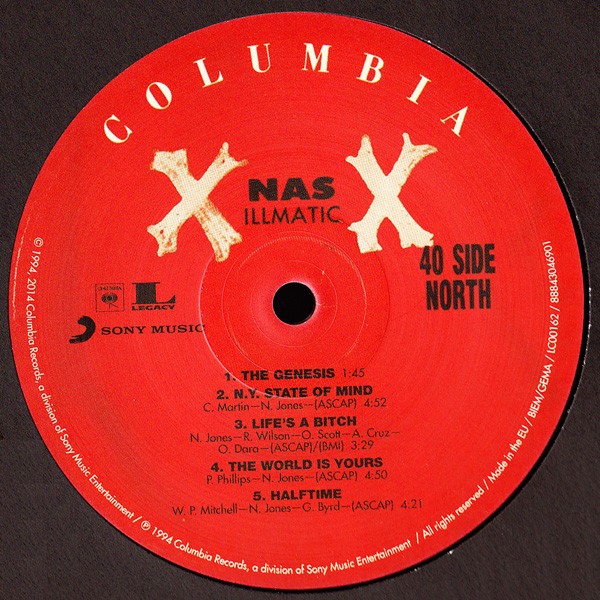 COLUMBIA
X X
NAS
ILLMATIC
40 SIDE
NORTH
COLUMBIA
L
LEGACY
SONY MUSIC
1. THE GENESIS 1:45
2. N.Y. STATE OF MIND
C. Martin—N. Jones—(ASCAP) 4:52
3. LIFE'S A BITCH
N. Jones—R. Wilson—O. Scott—A. Cruz—
O. Dara—(ASCAP)/(BMI) 3:29
4. THE WORLD IS YOURS
P. Phillips—N. Jones—(ASCAP) 4:50
5. HALFTIME
W. P. Mitchell—N. Jones—G. Byrd—(ASCAP) 4:21
© 1994, 2014 Columbia Records, a division of Sony Music Entertainment / ℗ 1994 Columbia Records, a division of Sony Music Entertainment / All rights reserved / Made in the EU / BIEM/GEMA / LC00162 / 88843046901